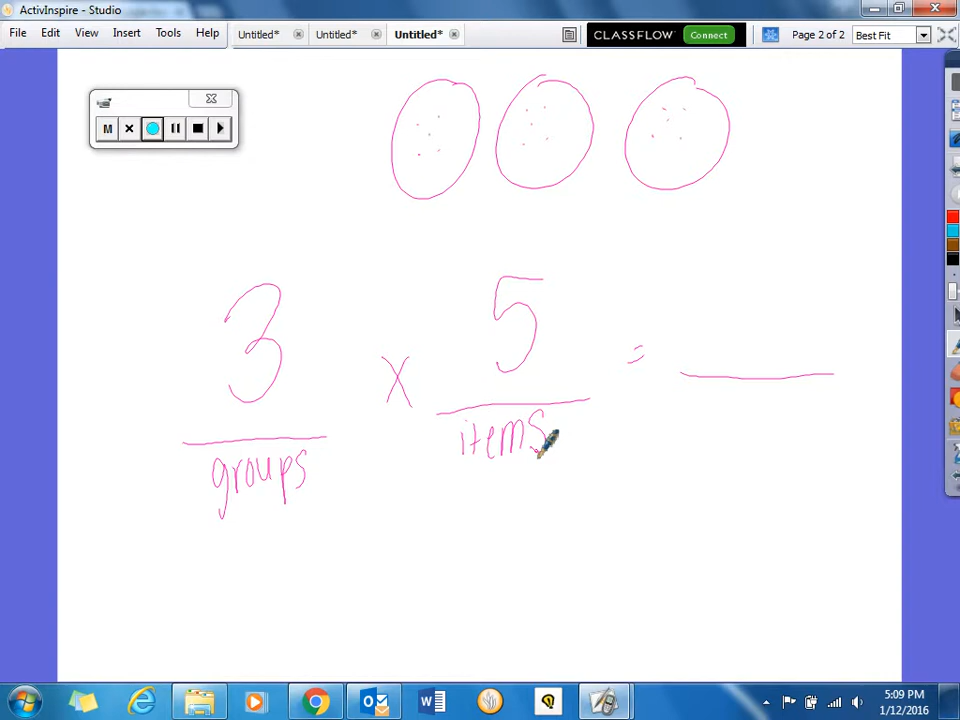 ActivInspire - Studio
File Edit View Insert Tools Help Untitled* Untitled* Untitled* CLASSFLOW Connect Page 2 of 2 Best Fit
M
3 x 5 =
groups items
5:09 PM
1/12/2016